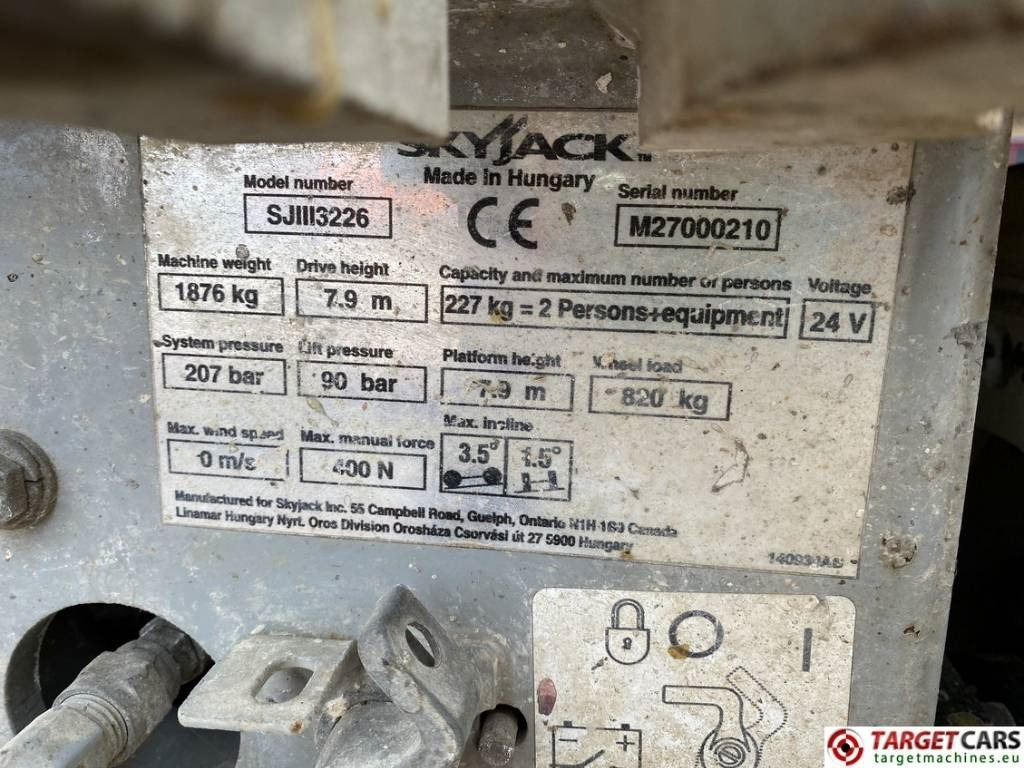 SKYJACK™
Made in Hungary
Model number
SJIII3226
CE
Serial number
M27000210
Machine weight
1876 kg
Drive height
7.9 m
Capacity and maximum number of persons
227 kg = 2 Persons+equipment
Voltage
24 V
System pressure
207 bar
Lift pressure
90 bar
Platform height
7.9 m
Wheel load
820 kg
Max. wind speed
0 m/s
Max. manual force
400 N
Max. incline
3.5°
1.5°
Manufactured for Skyjack Inc. 55 Campbell Road, Guelph, Ontario N1H 1B9 Canada
Linamar Hungary Nyrt. Oros Division Orosháza Csorvási út 27 5900 Hungary
TARGETCARS
targetmachines.eu